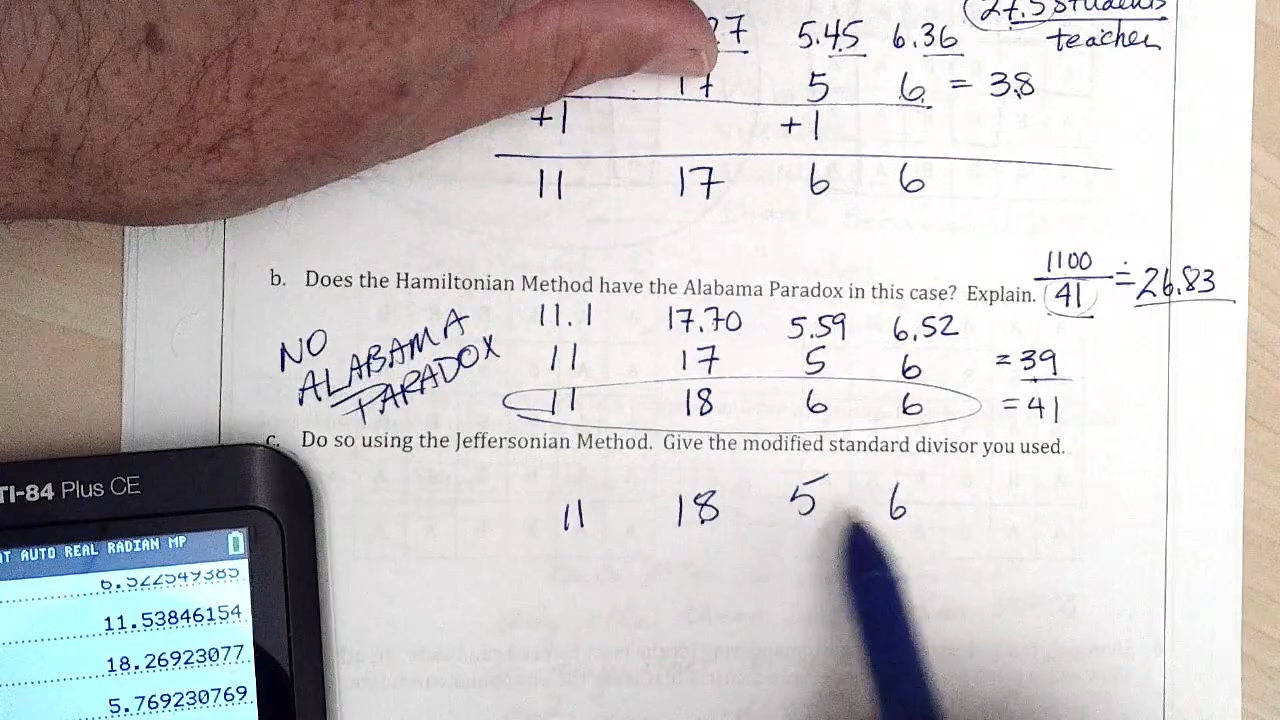 27.5 students
teacher
27 5.45 6.36
17 5 6 = 38
+1 +1
11 17 6 6
1100
b. Does the Hamiltonian Method have the Alabama Paradox in this case? Explain. 41 ≐ 26.83
11.1 17.70 5.59 6.52
NO ALABAMA PARADOX
11 17 5 6 = 39
11 18 6 6 = 41
c. Do so using the Jeffersonian Method. Give the modified standard divisor you used.
11 18 5 6
TI-84 Plus CE
AUTO REAL RADIAN MP
6.522549385
11.53846154
18.26923077
5.769230769